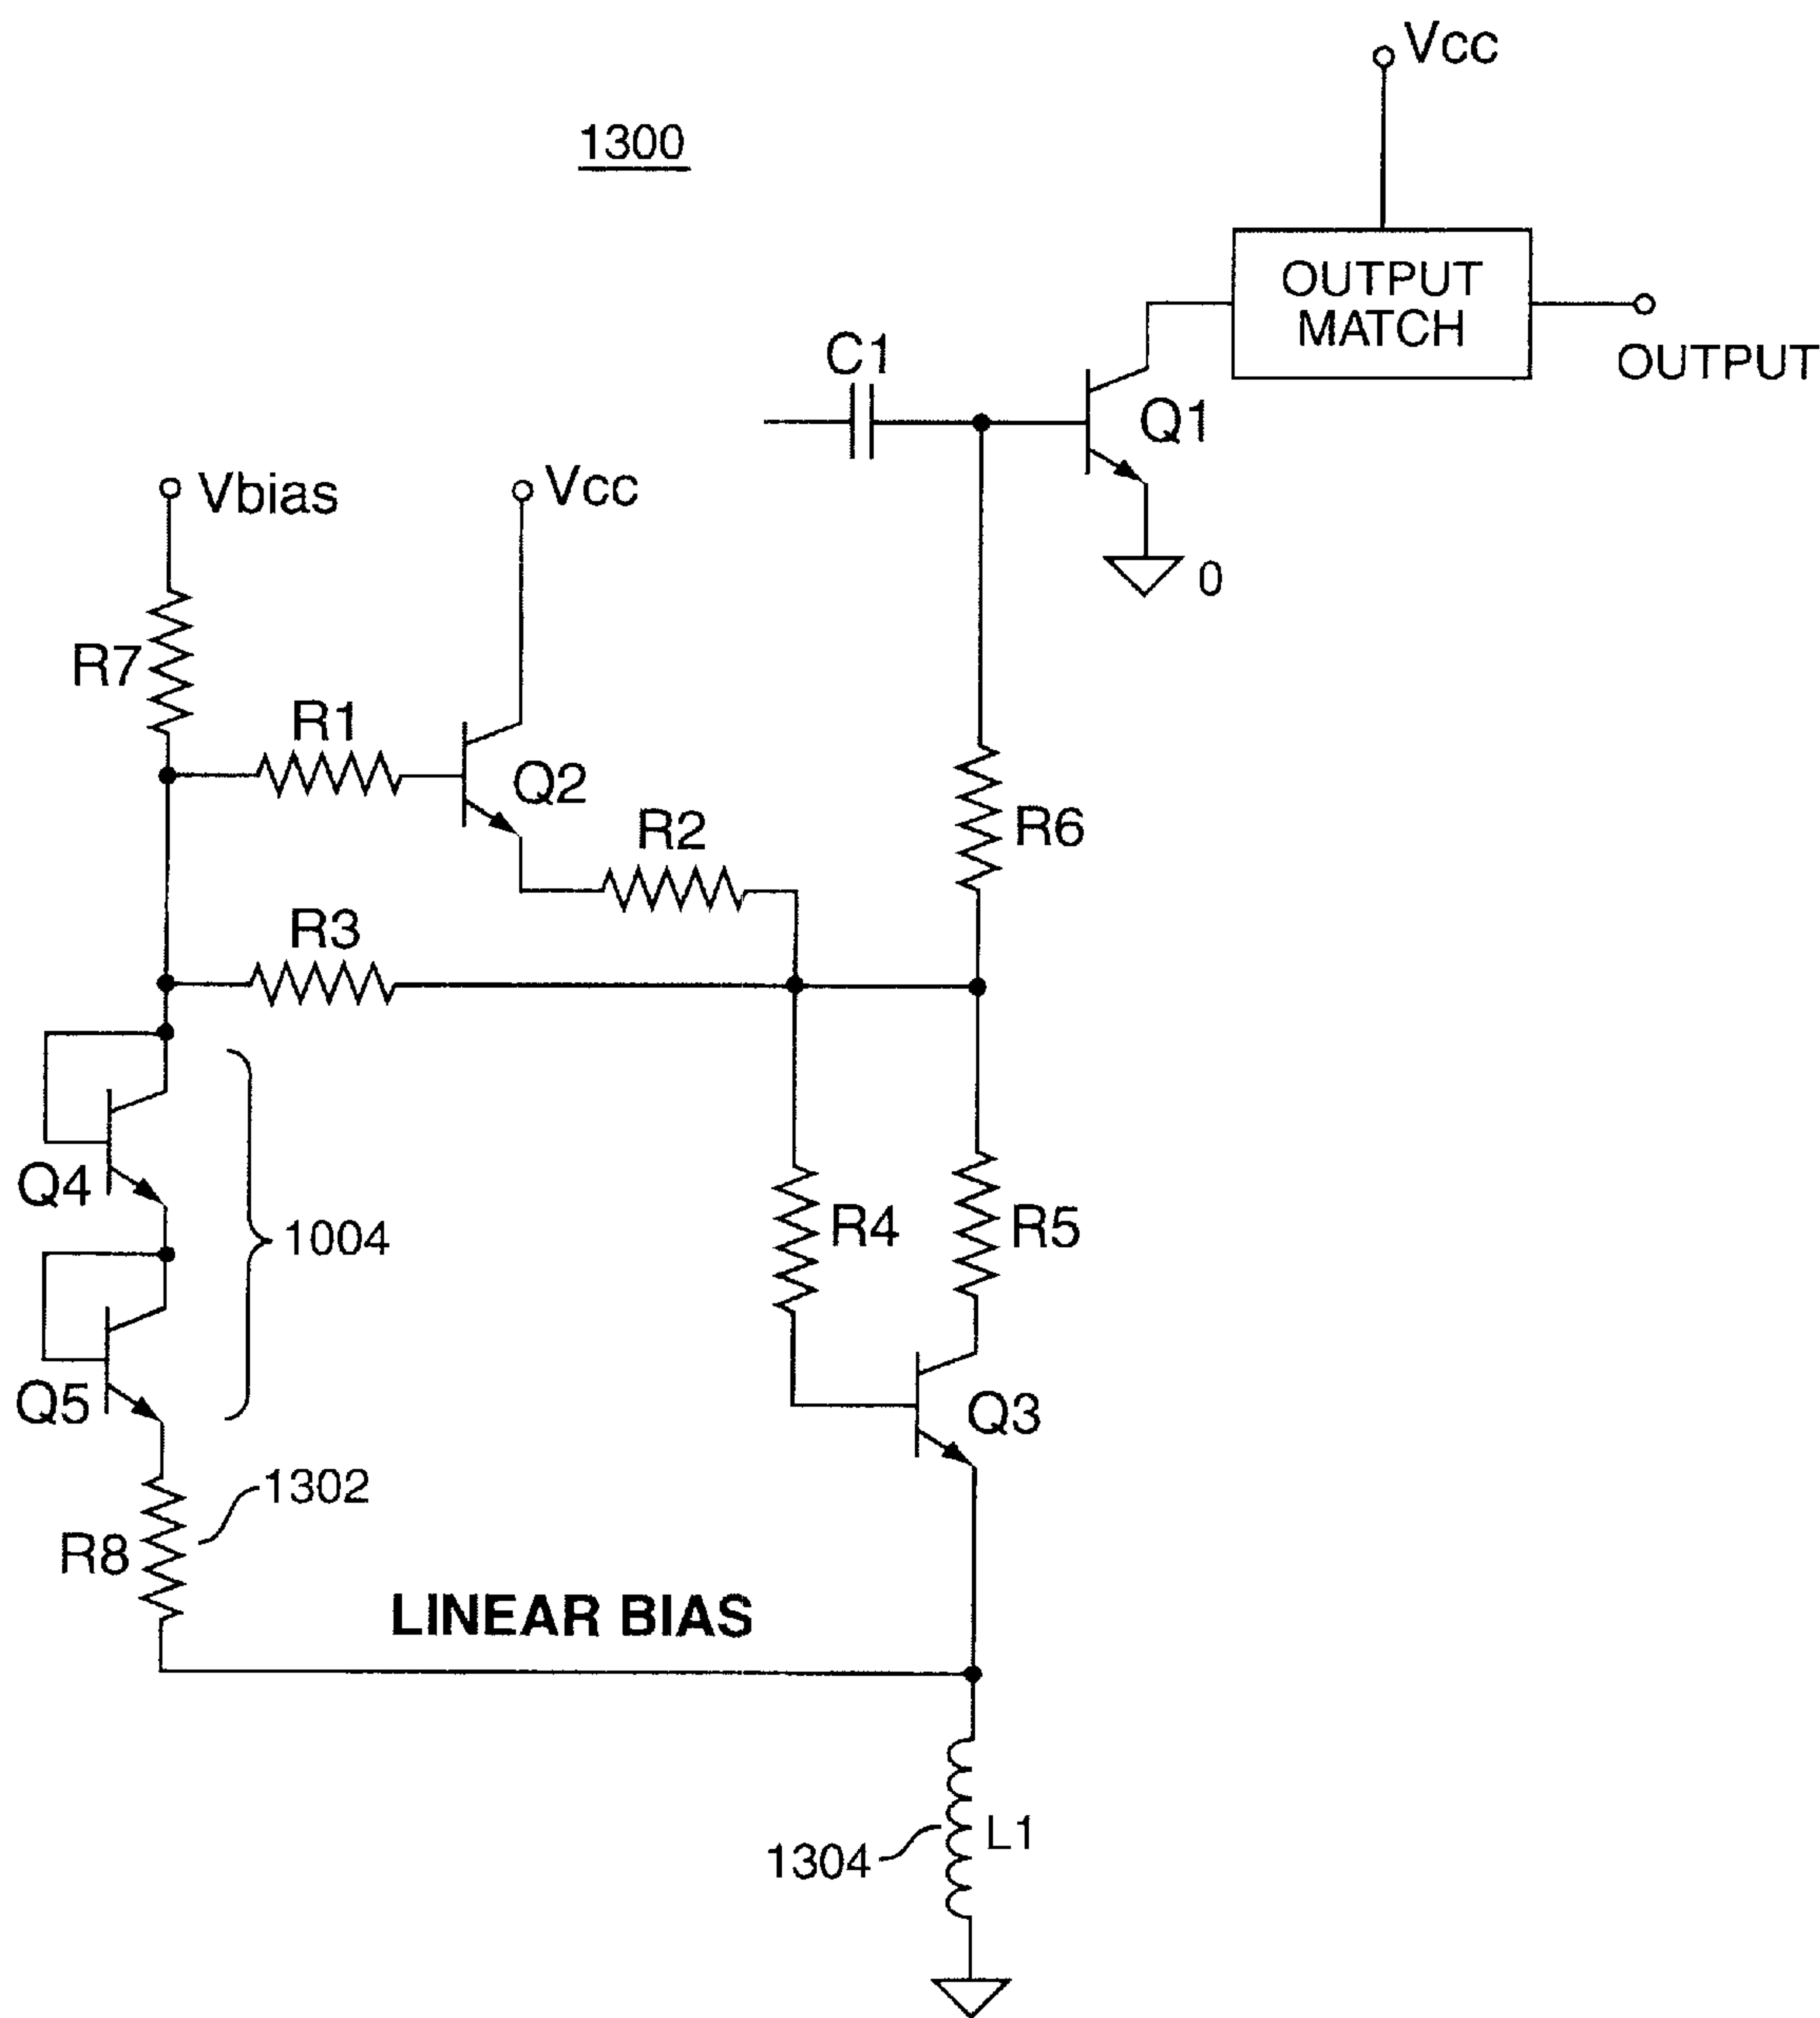 Vcc
1300
OUTPUT
MATCH
OUTPUT
C1
Q1
Vbias
Vcc
0
R7
R1
Q2
R2
R6
R3
Q4
1004
R4
R5
Q5
Q3
1302
R8
LINEAR BIAS
L1
1304